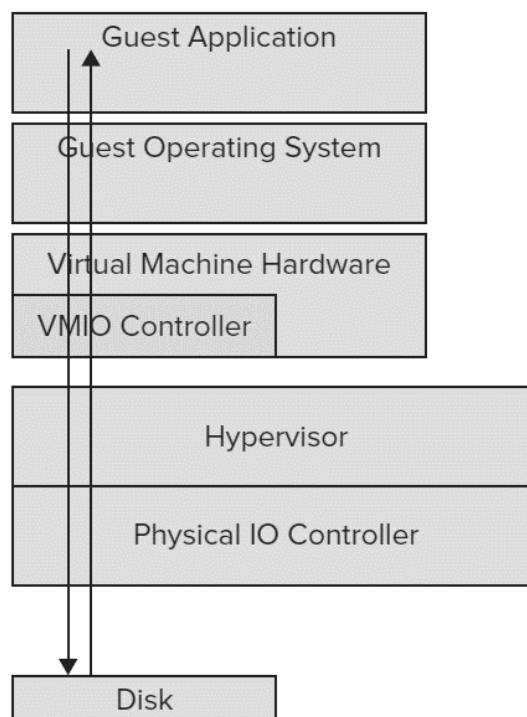 Guest Application
Guest Operating System
Virtual Machine Hardware
VMIO Controller
Hypervisor
Physical IO Controller
Disk